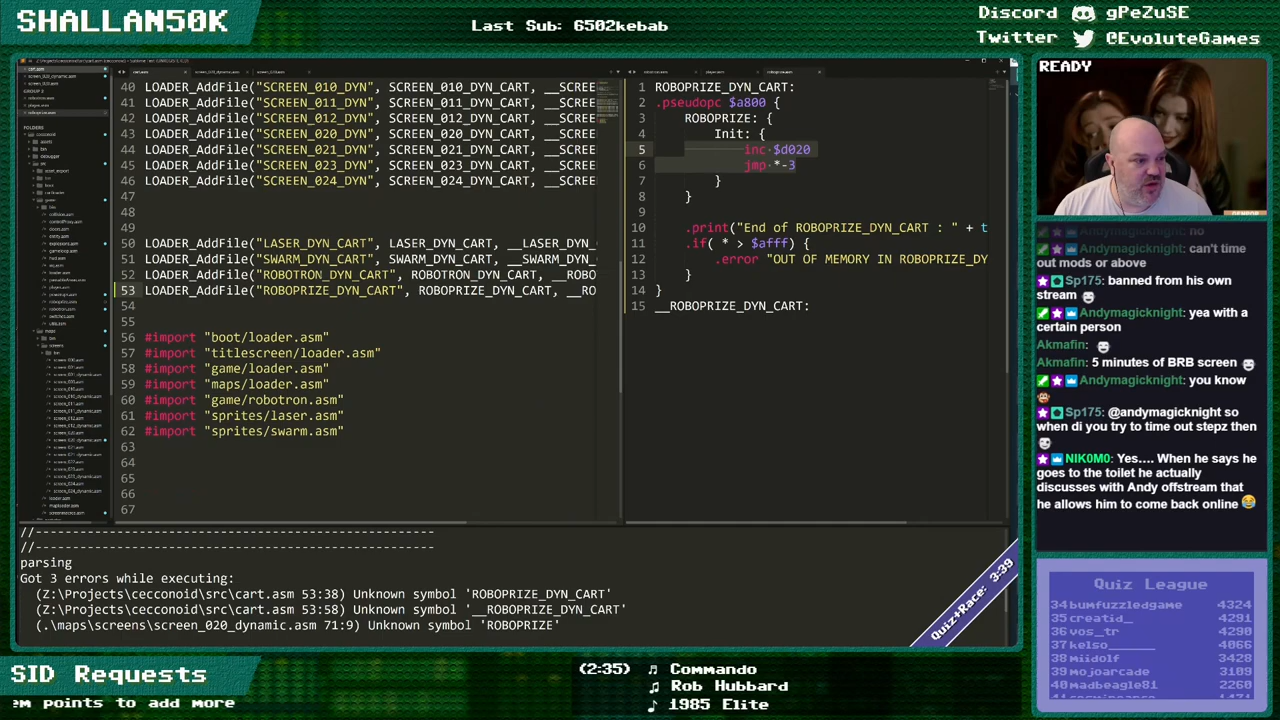 SHALLAN50K
Last Sub: 6502kebab
Discord gPeZuSE
Twitter @EvoluteGames
40 LOADER_AddFile("SCREEN_010_DYN", SCREEN_010_DYN_CART, __SCREE
41 LOADER_AddFile("SCREEN_011_DYN", SCREEN_011_DYN_CART, __SCREE
42 LOADER_AddFile("SCREEN_012_DYN", SCREEN_012_DYN_CART, __SCREE
43 LOADER_AddFile("SCREEN_020_DYN", SCREEN_020_DYN_CART, __SCREE
44 LOADER_AddFile("SCREEN_021_DYN", SCREEN_021_DYN_CART, __SCREE
45 LOADER_AddFile("SCREEN_023_DYN", SCREEN_023_DYN_CART, __SCREE
46 LOADER_AddFile("SCREEN_024_DYN", SCREEN_024_DYN_CART, __SCREE
47
48
49
50 LOADER_AddFile("LASER_DYN_CART", LASER_DYN_CART, __LASER_DYN_
51 LOADER_AddFile("SWARM_DYN_CART", SWARM_DYN_CART, __SWARM_DYN_
52 LOADER_AddFile("ROBOTRON_DYN_CART", ROBOTRON_DYN_CART, __ROBO
53 LOADER_AddFile("ROBOPRIZE_DYN_CART", ROBOPRIZE_DYN_CART, __RO
54
55
56 #import "boot/loader.asm"
57 #import "titlescreen/loader.asm"
58 #import "game/loader.asm"
59 #import "maps/loader.asm"
60 #import "game/robotron.asm"
61 #import "sprites/laser.asm"
62 #import "sprites/swarm.asm"
63
64
65
66
67
1 ROBOPRIZE_DYN_CART:
2 .pseudopc $a800 {
3 ROBOPRIZE: {
4 Init: {
5 inc $d020
6 jmp *-3
7 }
8 }
9
10 .print("End of ROBOPRIZE_DYN_CART : " + t
11 .if( * > $afff) {
12 .error "OUT OF MEMORY IN ROBOPRIZE_DY
13 }
14 }
15 __ROBOPRIZE_DYN_CART:
//--------------------------------------------------
//--------------------------------------------------
parsing
Got 3 errors while executing:
(Z:\Projects\cecconoid\src\cart.asm 53:38) Unknown symbol 'ROBOPRIZE_DYN_CART'
(Z:\Projects\cecconoid\src\cart.asm 53:58) Unknown symbol '__ROBOPRIZE_DYN_CART'
(.\maps\screens\screen_020_dynamic.asm 71:9) Unknown symbol 'ROBOPRIZE'
Quiz+Race: 3:39
READY
Andymagicknight: can't time
out mods or above
Sp175: banned from his own
stream
Andymagicknight: yea with a
certain person
Akmafin:
Akmafin: 5 minutes of BRB screen
Andymagicknight: you know
Sp175: @andymagicknight so
when di you try to time out stepz then
NIK0M0: Yes.... When he says he
goes to the toilet he actually
discusses with Andy offstream that
he allows him to come back online
Quiz League
34 bumfuzzledgame 4324
35 creatid_ 4291
36 vos_tr 4290
37 kelso______ 4066
38 miidolf 3428
39 mojoarcade 3109
40 madbeagle81 2260
SID Requests
em points to add more
(2:35) Commando
Rob Hubbard
1985 Elite